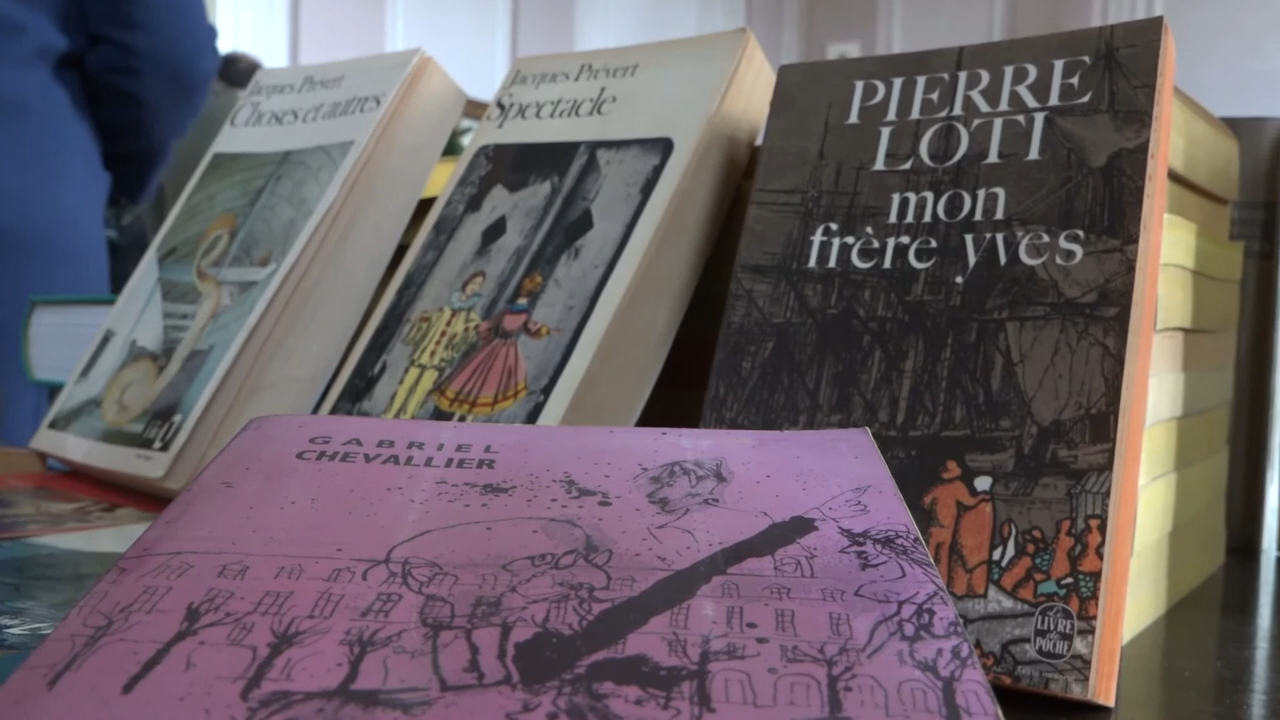 Jacques Prévert
Choses et autres
Jacques Prévert
Spectacle
PIERRE
LOTI
mon
frère yves
LE
LIVRE
de
POCHE
GABRIEL
CHEVALLIER